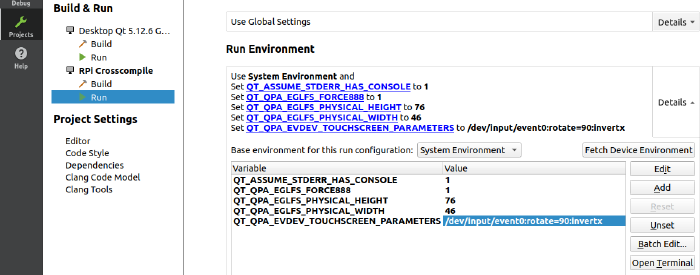 Debug
Projects
Help
Build & Run
Desktop Qt 5.12.6 G...
Build
Run
RPi Crosscompile
Build
Run
Project Settings
Editor
Code Style
Dependencies
Clang Code Model
Clang Tools
Use Global Settings
Details
Run Environment
Use System Environment and
Set QT_ASSUME_STDERR_HAS_CONSOLE to 1
Set QT_QPA_EGLFS_FORCE888 to 1
Set QT_QPA_EGLFS_PHYSICAL_HEIGHT to 76
Set QT_QPA_EGLFS_PHYSICAL_WIDTH to 46
Set QT_QPA_EVDEV_TOUCHSCREEN_PARAMETERS to /dev/input/event0:rotate=90:invertx
Details
Base environment for this run configuration: System Environment Fetch Device Environment
Variable Value
QT_ASSUME_STDERR_HAS_CONSOLE 1
QT_QPA_EGLFS_FORCE888 1
QT_QPA_EGLFS_PHYSICAL_HEIGHT 76
QT_QPA_EGLFS_PHYSICAL_WIDTH 46
QT_QPA_EVDEV_TOUCHSCREEN_PARAMETERS /dev/input/event0:rotate=90:invertx
Edit
Add
Reset
Unset
Batch Edit...
Open Terminal